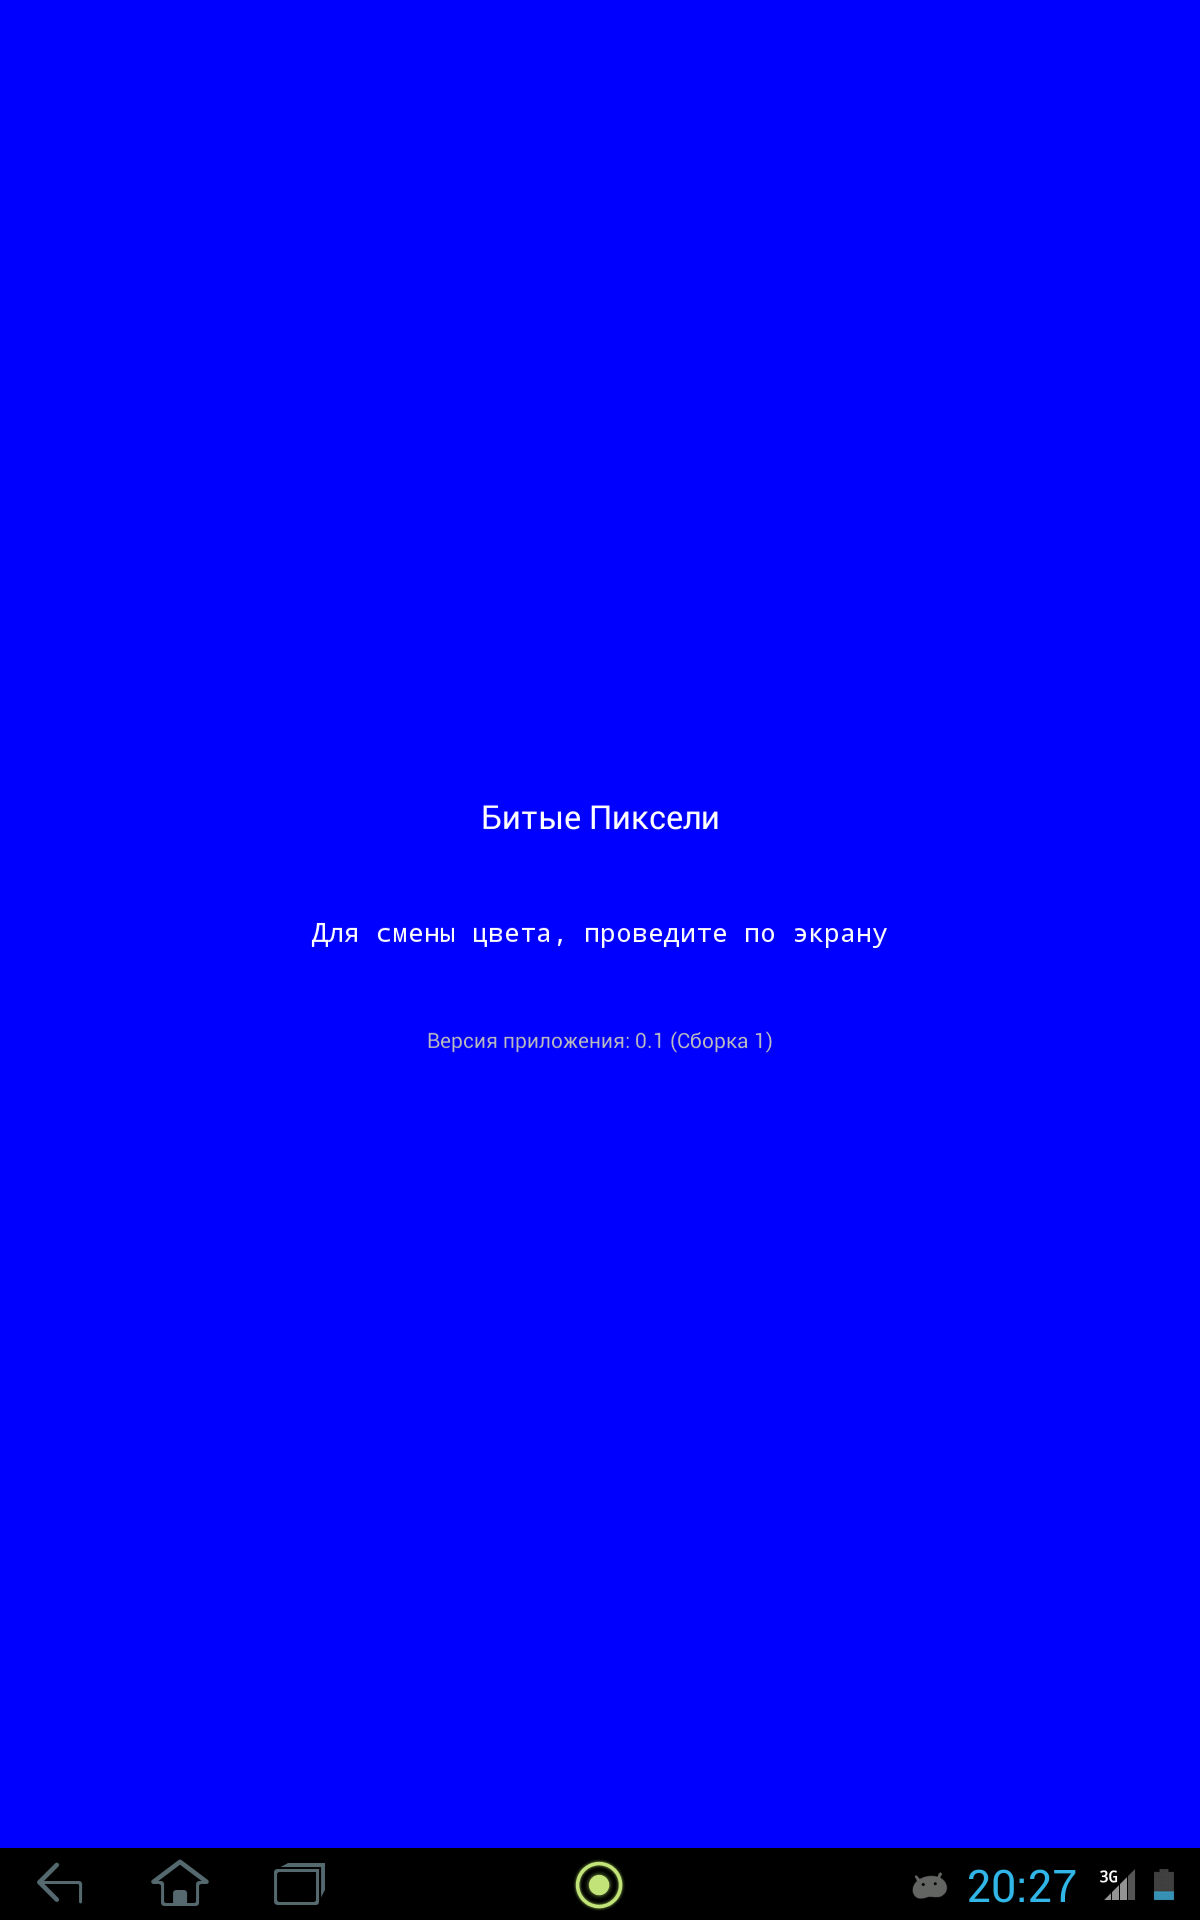 Битые Пиксели
Для смены цвета, проведите по экрану
Версия приложения: 0.1 (Сборка 1)
20:27
3G